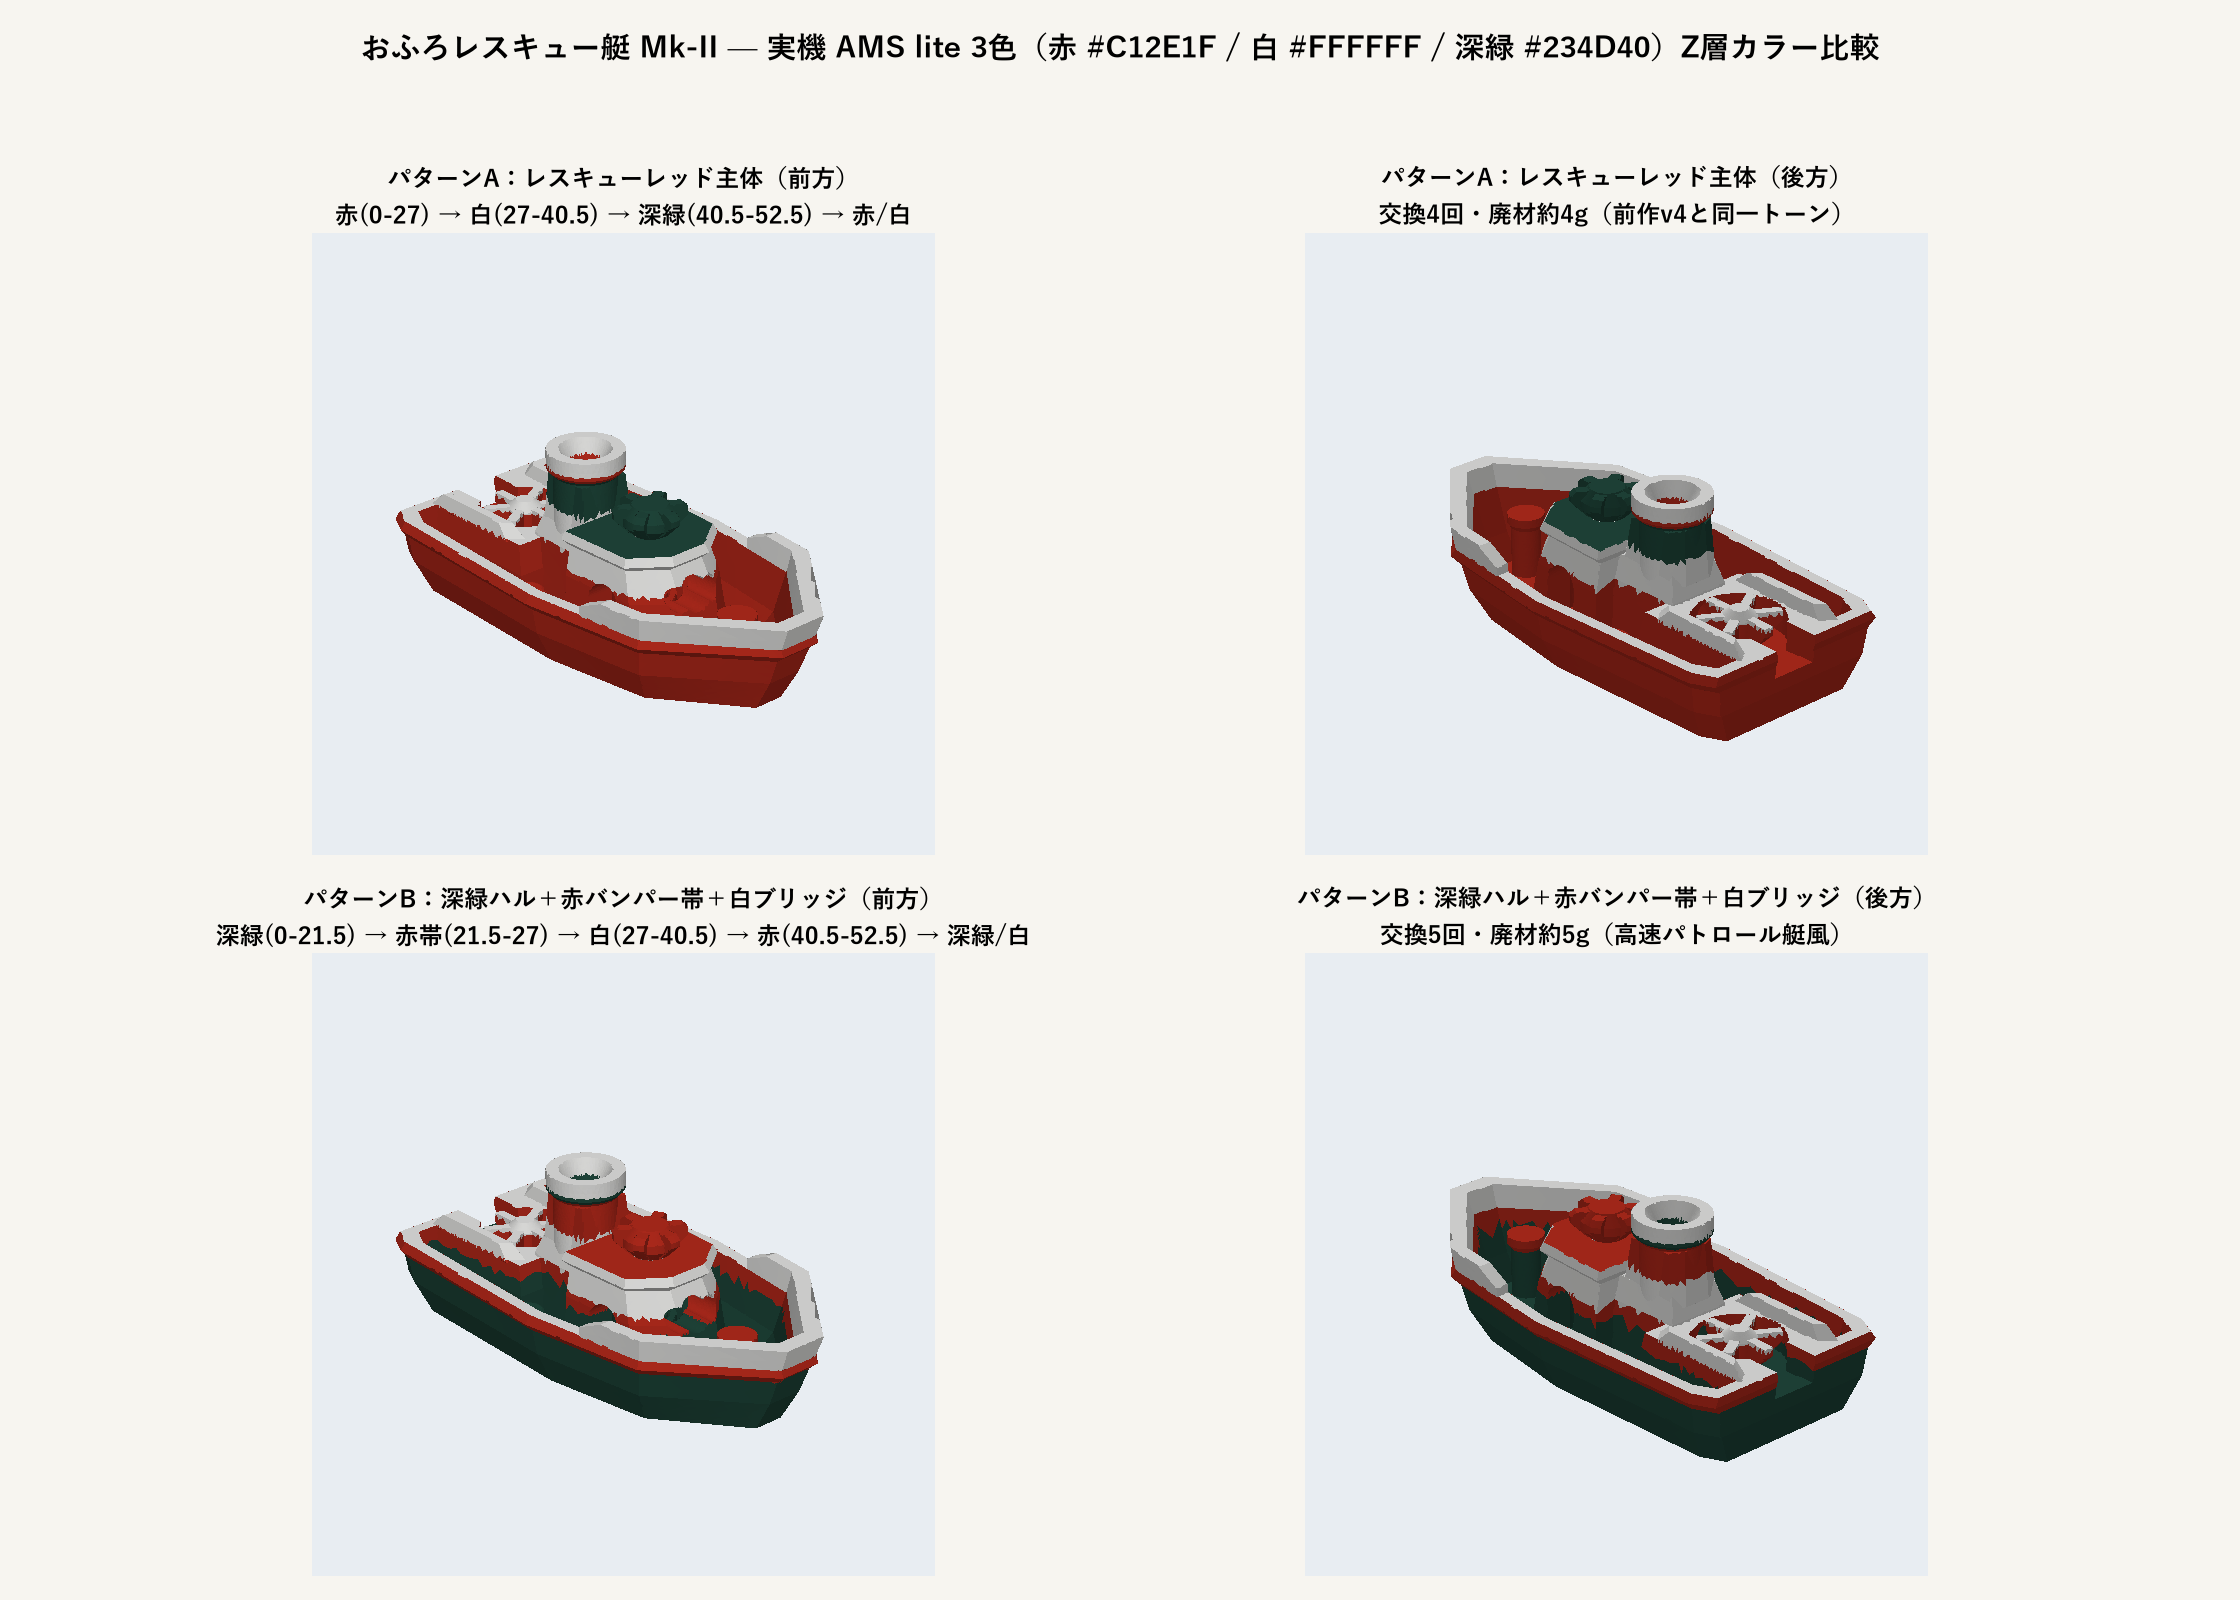 おふろレスキュー艇 Mk-II — 実機 AMS lite 3色（赤 #C12E1F / 白 #FFFFFF / 深緑 #234D40）Z層カラー比較
パターンA：レスキューレッド主体（前方）
赤(0-27) → 白(27-40.5) → 深緑(40.5-52.5) → 赤/白
パターンA：レスキューレッド主体（後方）
交換4回・廃材約4g（前作v4と同一トーン）
パターンB：深緑ハル＋赤バンパー帯＋白ブリッジ（前方）
深緑(0-21.5) → 赤帯(21.5-27) → 白(27-40.5) → 赤(40.5-52.5) → 深緑/白
パターンB：深緑ハル＋赤バンパー帯＋白ブリッジ（後方）
交換5回・廃材約5g（高速パトロール艇風）